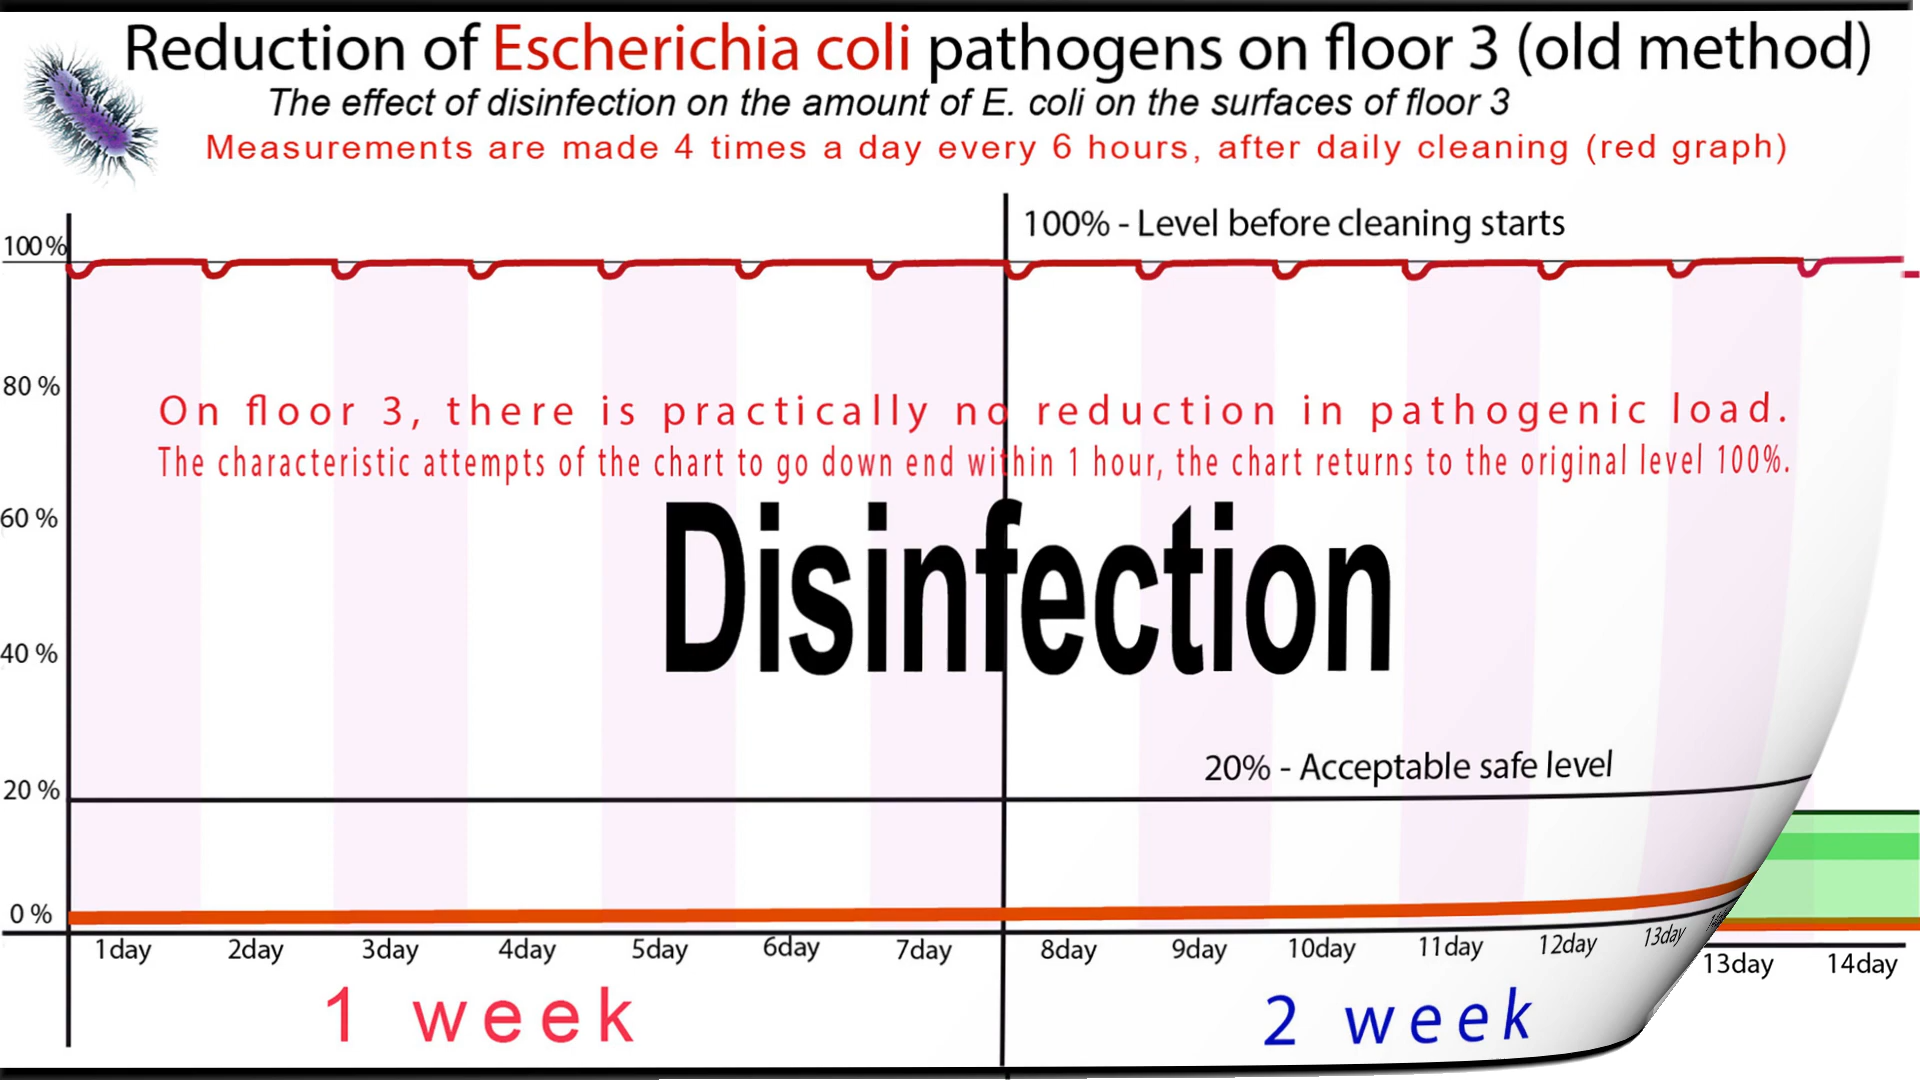 Reduction of Escherichia coli pathogens on floor 3 (old method)
The effect of disinfection on the amount of E. coli on the surfaces of floor 3
Measurements are made 4 times a day every 6 hours, after daily cleaning (red graph)
100% - Level before cleaning starts
100%
80 %
On floor 3, there is practically no reduction in pathogenic load.
The characteristic attempts of the chart to go down end within 1 hour, the chart returns to the original level 100%.
60 %
Disinfection
40 %
20% - Acceptable safe level
20 %
0 %
1day 2day 3day 4day 5day 6day 7day 8day 9day 10day 11day 12day 13day
13day 14day
1 week 2 week